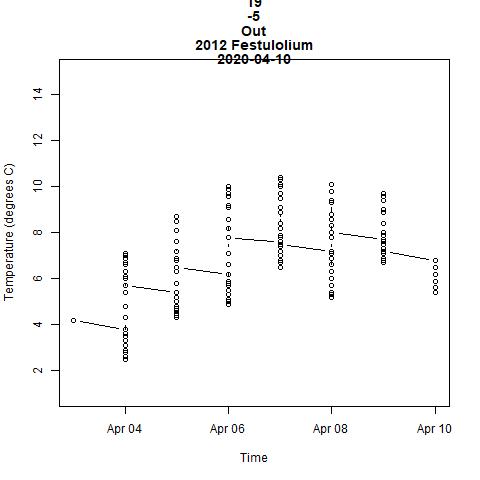 19
-5
Out
2012 Festulolium
2020-04-10
14
12
10
8
6
4
2
Temperature (degrees C)
Apr 04
Apr 06
Apr 08
Apr 10
Time